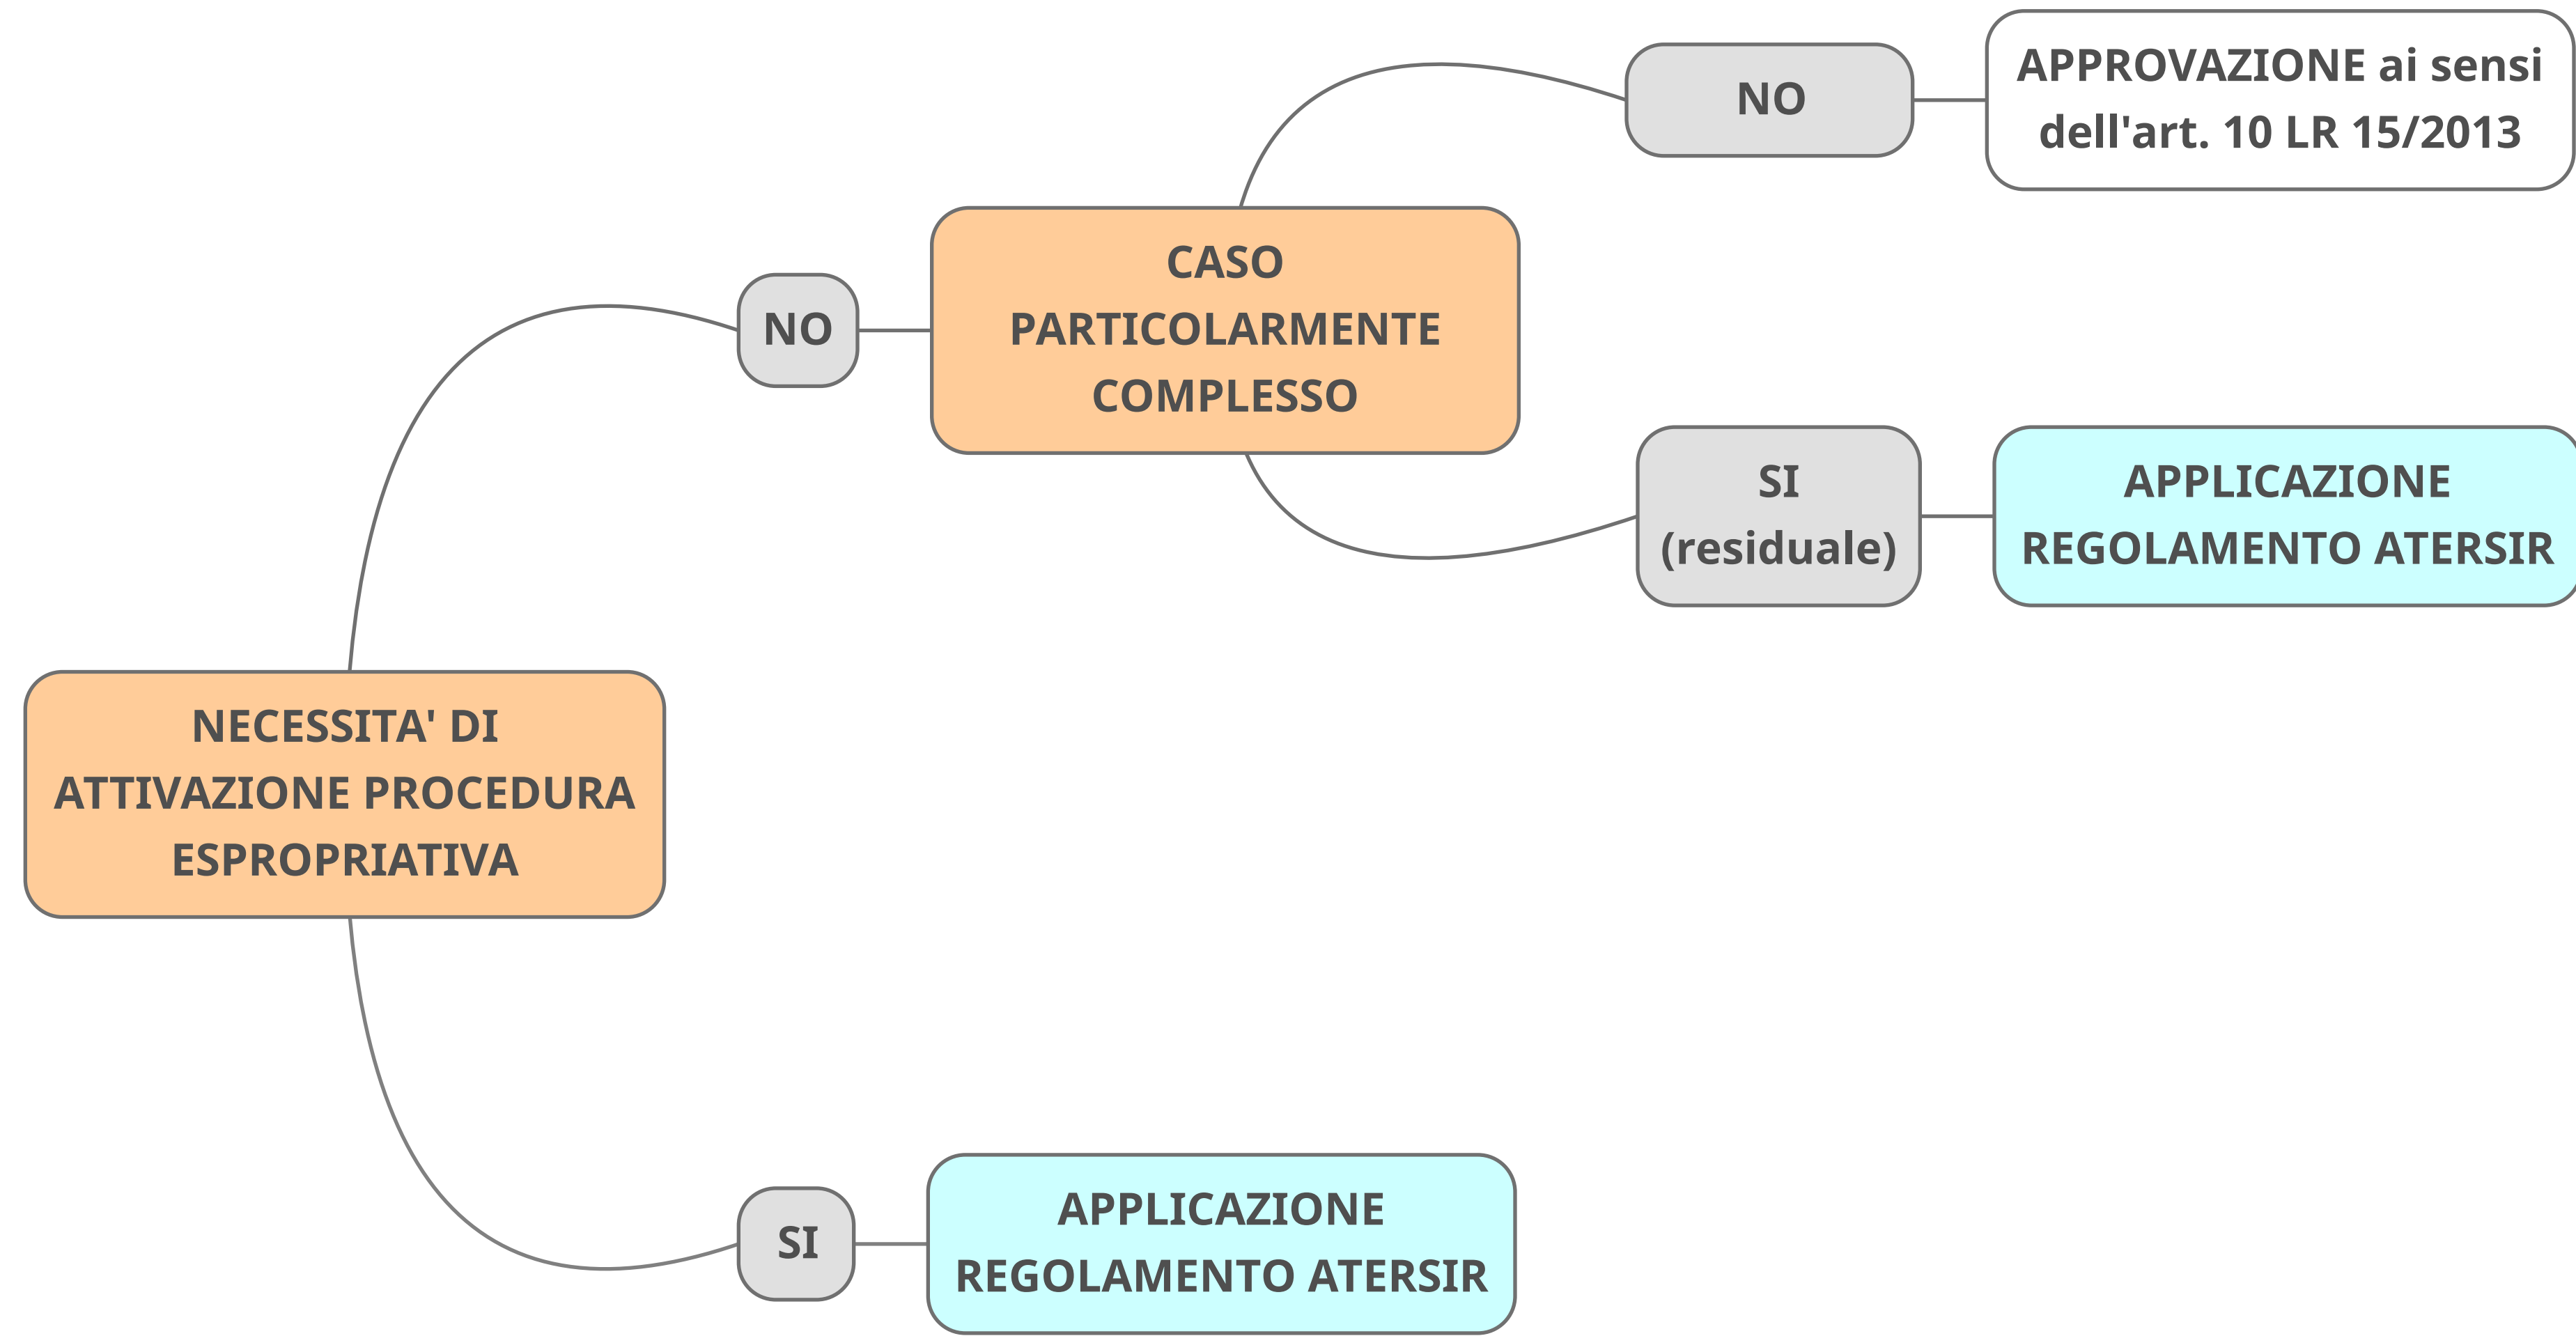 NO
APPROVAZIONE ai sensi
dell'art. 10 LR 15/2013
CASO
PARTICOLARMENTE
COMPLESSO
NO
SI
(residuale)
APPLICAZIONE
REGOLAMENTO ATERSIR
NECESSITA' DI
ATTIVAZIONE PROCEDURA
ESPROPRIATIVA
SI
APPLICAZIONE
REGOLAMENTO ATERSIR